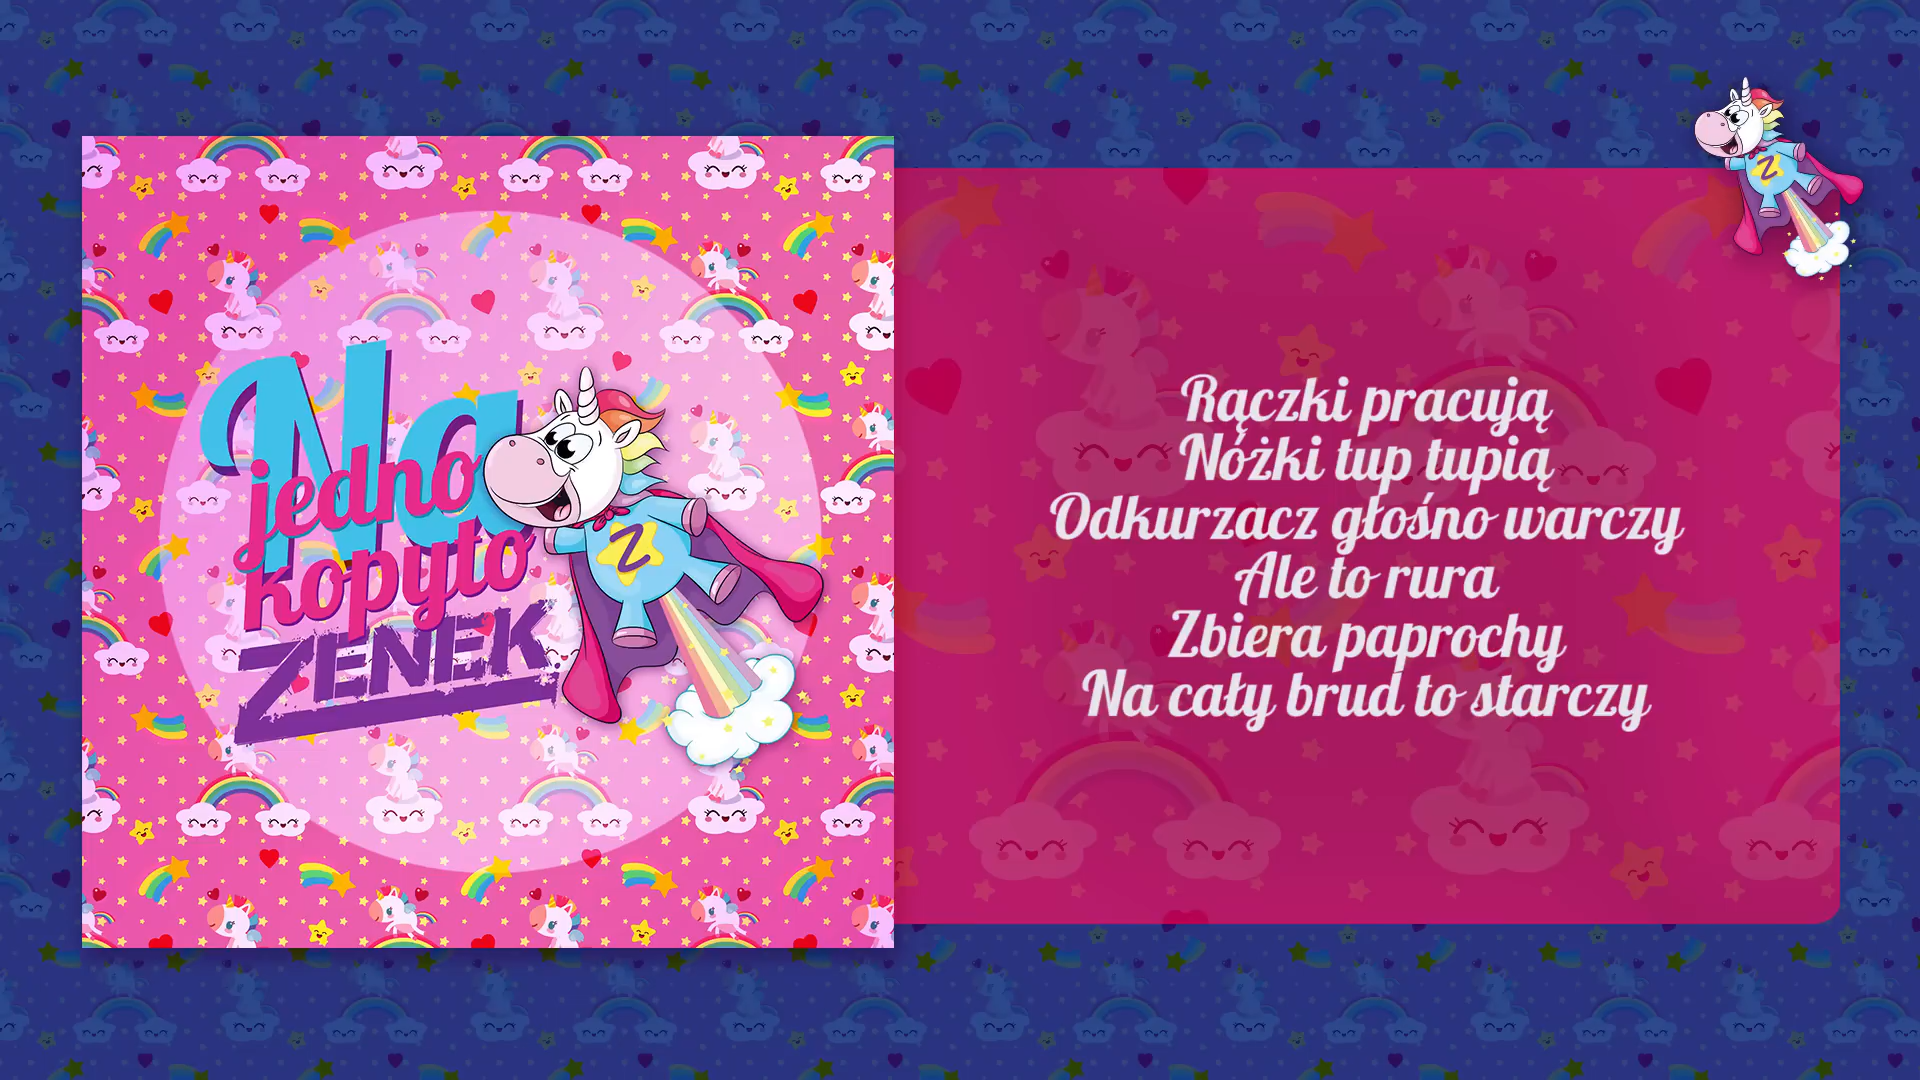 Na
jedno
kopyto
ZENEK
Z
Rączki pracują
Nóżki tup tupią
Odkurzacz głośno warczy
Ale to rura
Zbiera paprochy
Na cały brud to starczy
Z